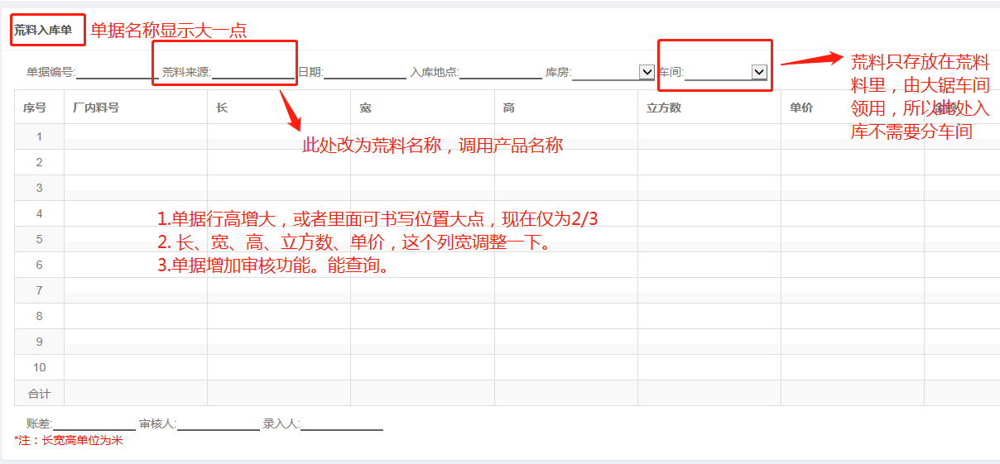 荒料入库单 单据名称显示大一点
单据编号: 荒料来源: 日期: 入库地点: 库房: 车间:
荒料只存放在荒料
料里，由大锯车间
领用，所以此处入
库不需要分车间
序号 厂内料号 长 宽 高 立方数 单价 金额
1
此处改为荒料名称，调用产品名称
2
3
4
1.单据行高增大，或者里面可书写位置大点，现在仅为2/3
5
2. 长、宽、高、立方数、单价，这个列宽调整一下。
6
3.单据增加审核功能。能查询。
7
8
9
10
合计
账差: 审核人: 录入人:
*注：长宽高单位为米